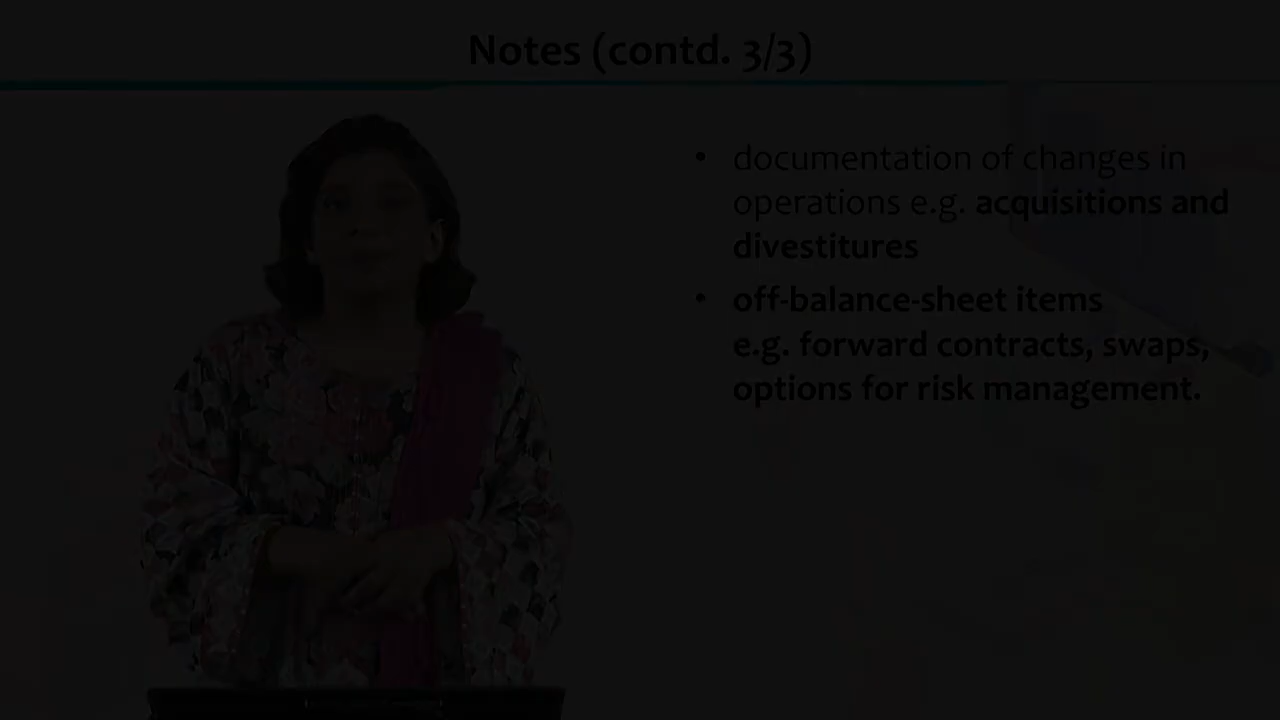 Notes (contd. 3/3)
• documentation of changes in
operations e.g. acquisitions and
divestitures
• off-balance-sheet items
e.g. forward contracts, swaps,
options for risk management.